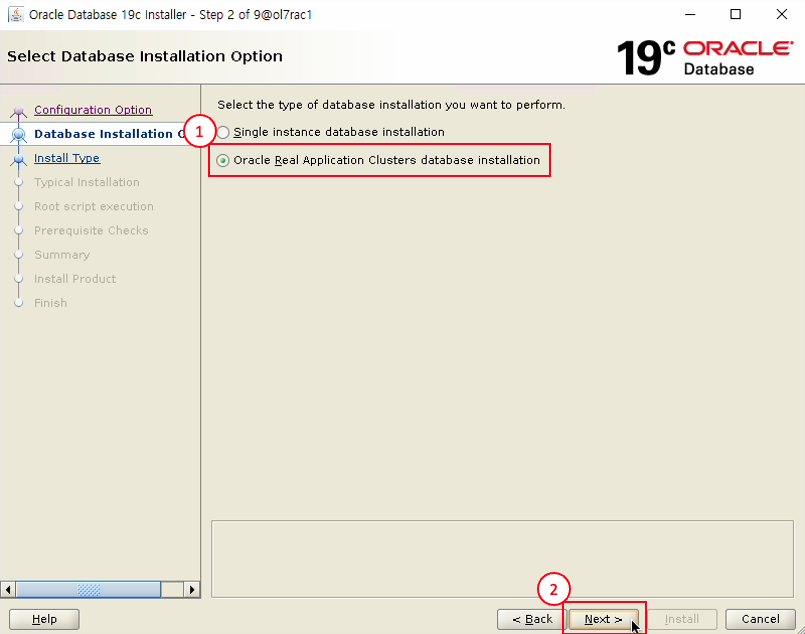 Oracle Database 19c Installer - Step 2 of 9@ol7rac1
Select Database Installation Option
19c ORACLE
Database
Configuration Option
Database Installation O
Install Type
Typical Installation
Root script execution
Prerequisite Checks
Summary
Install Product
Finish
Select the type of database installation you want to perform.
1
Single instance database installation
Oracle Real Application Clusters database installation
2
Help
< Back
Next >
Install
Cancel